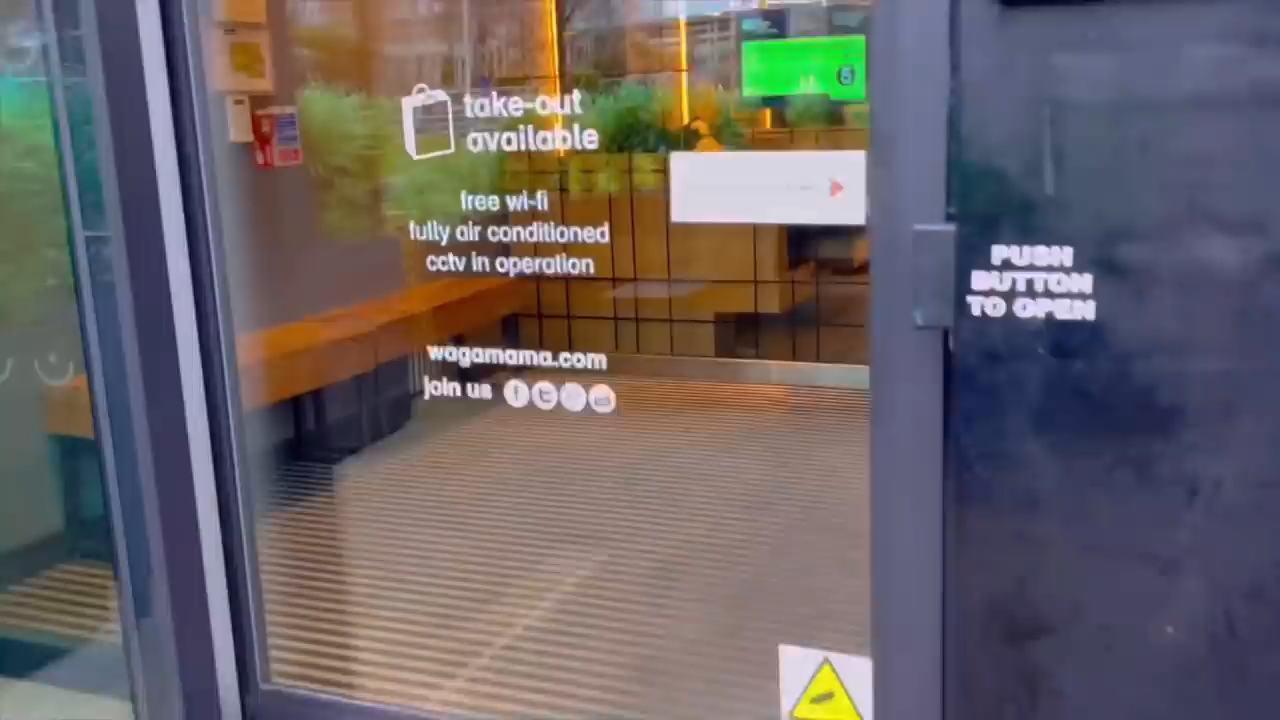 take-out
available
free wi-fi
fully air conditioned
cctv in operation
wagamama.com
join us
PUSH
BUTTON
TO OPEN
5